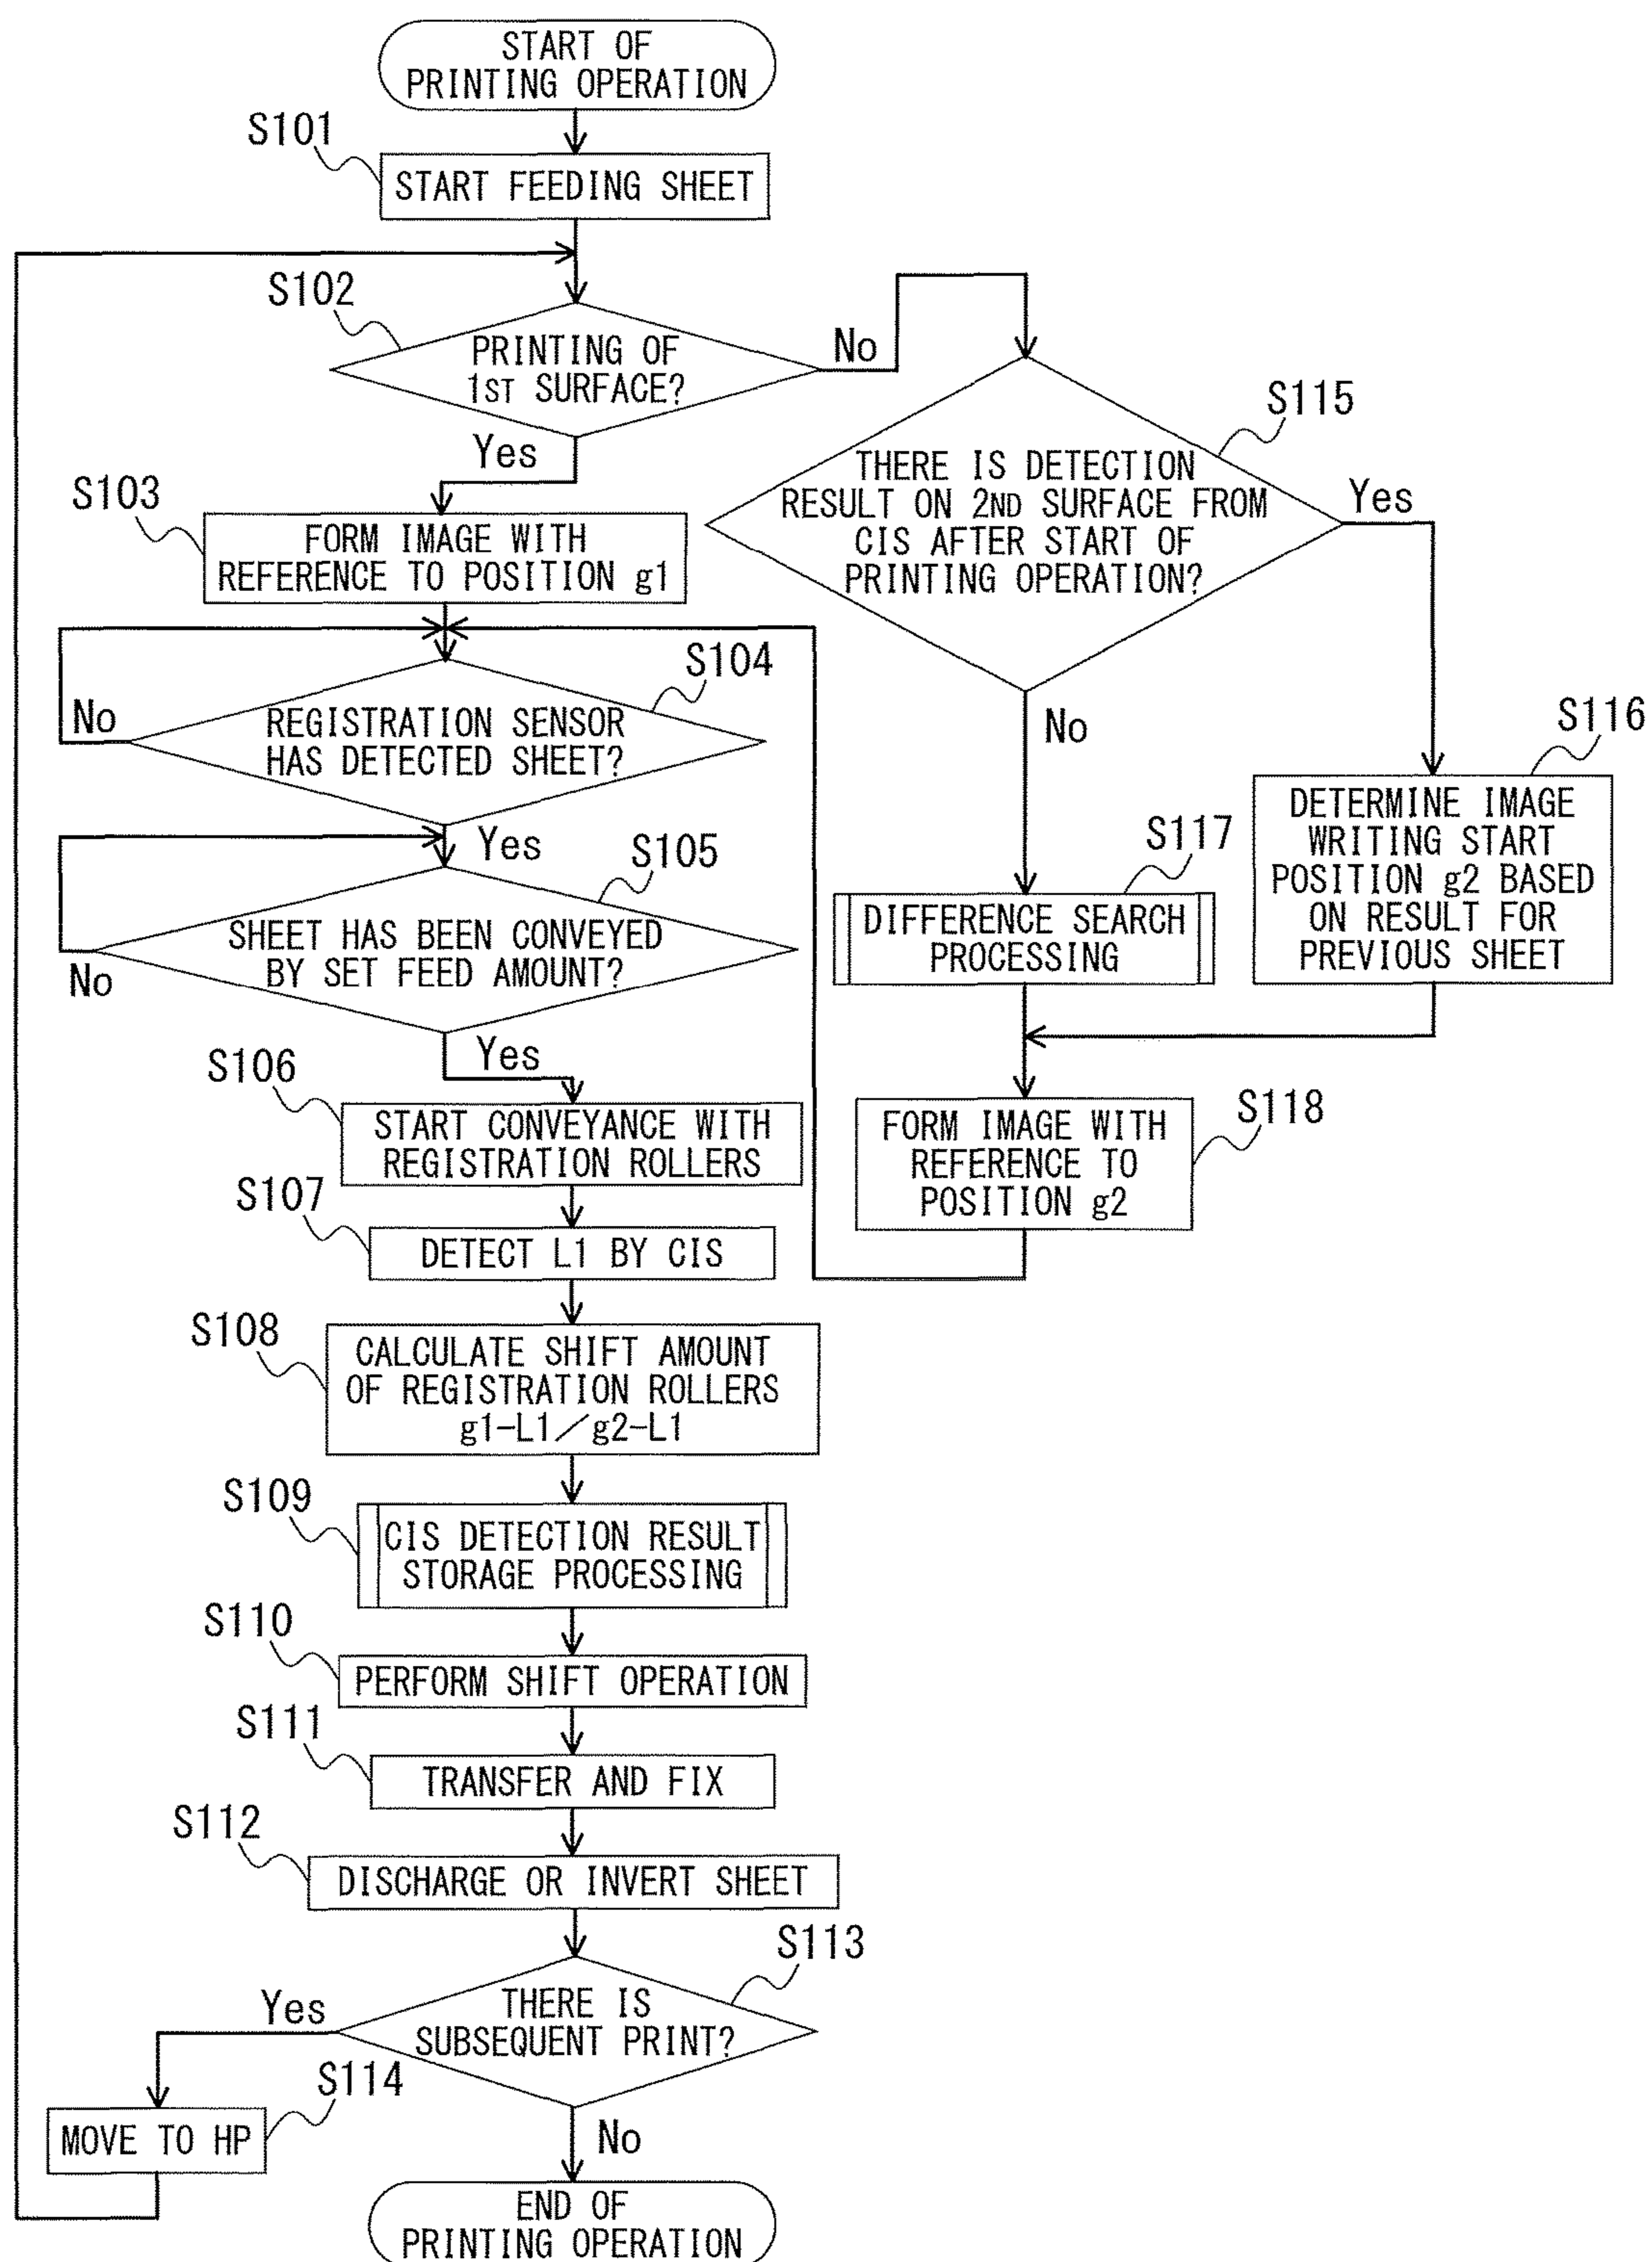 START OF
PRINTING OPERATION
S101
START FEEDING SHEET
S102
PRINTING OF
1ST SURFACE?
No
Yes
S115
THERE IS DETECTION
RESULT ON 2ND SURFACE FROM
CIS AFTER START OF
PRINTING OPERATION?
Yes
No
S103
FORM IMAGE WITH
REFERENCE TO POSITION g1
S104
REGISTRATION SENSOR
HAS DETECTED SHEET?
No
Yes
S105
SHEET HAS BEEN CONVEYED
BY SET FEED AMOUNT?
No
Yes
S116
DETERMINE IMAGE
WRITING START
POSITION g2 BASED
ON RESULT FOR
PREVIOUS SHEET
S117
DIFFERENCE SEARCH
PROCESSING
S118
FORM IMAGE WITH
REFERENCE TO
POSITION g2
S106
START CONVEYANCE WITH
REGISTRATION ROLLERS
S107
DETECT L1 BY CIS
S108
CALCULATE SHIFT AMOUNT
OF REGISTRATION ROLLERS
g1-L1/g2-L1
S109
CIS DETECTION RESULT
STORAGE PROCESSING
S110
PERFORM SHIFT OPERATION
S111
TRANSFER AND FIX
S112
DISCHARGE OR INVERT SHEET
S113
THERE IS
SUBSEQUENT PRINT?
Yes
No
S114
MOVE TO HP
END OF
PRINTING OPERATION